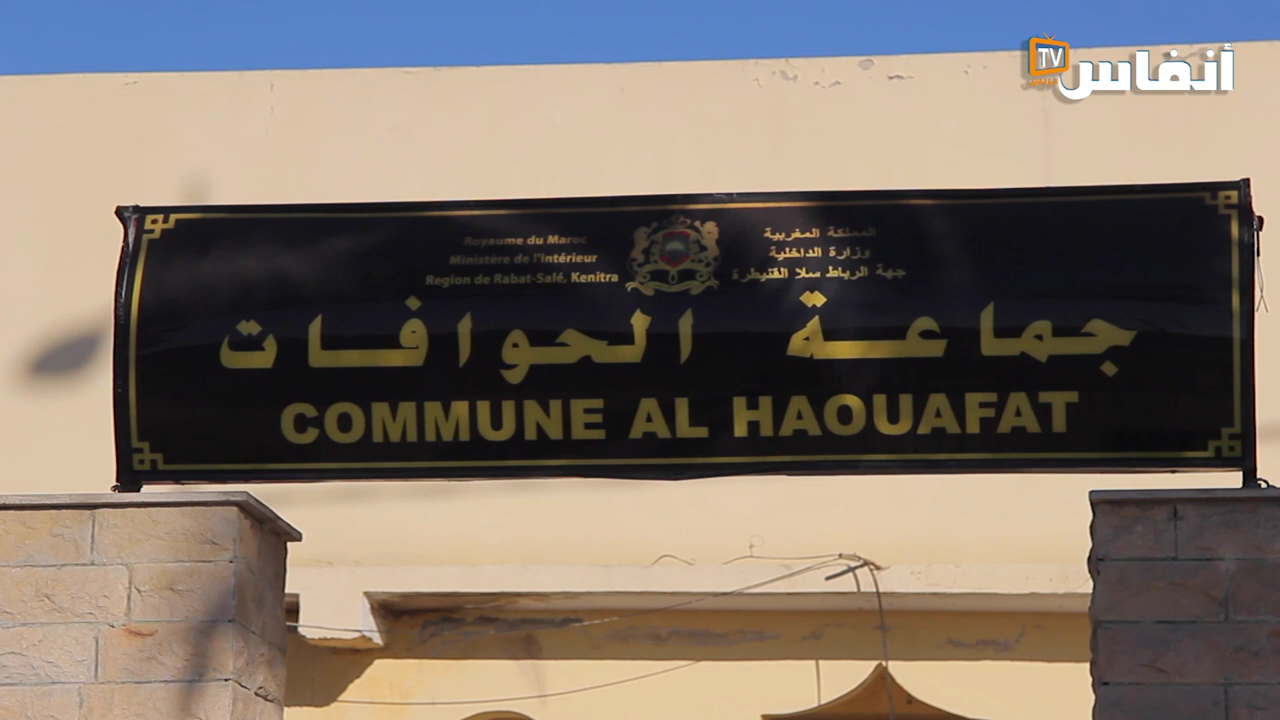 TV أنفاس
Royaume du Maroc
Ministère de l'intérieur
Region de Rabat-Salé, Kenitra
المملكة المغربية
وزارة الداخلية
جهة الرباط سلا القنيطرة
جماعة الحوافات
COMMUNE AL HAOUAFAT